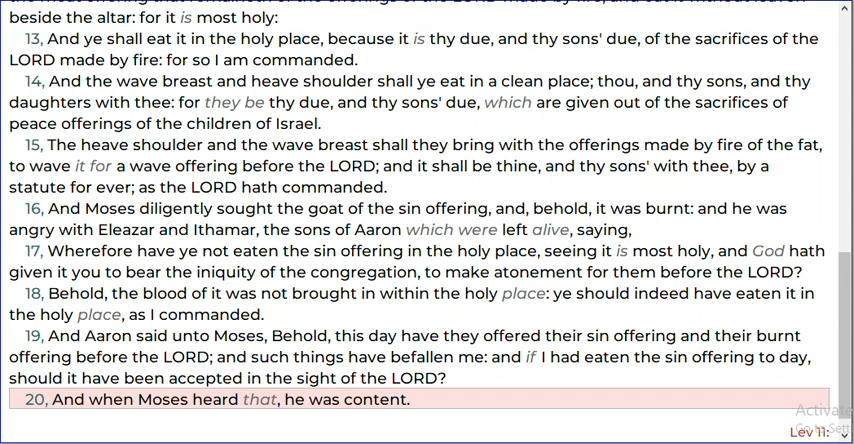 beside the altar: for it is most holy:
13, And ye shall eat it in the holy place, because it is thy due, and thy sons' due, of the sacrifices of the
LORD made by fire: for so I am commanded.
14, And the wave breast and heave shoulder shall ye eat in a clean place; thou, and thy sons, and thy
daughters with thee: for they be thy due, and thy sons' due, which are given out of the sacrifices of
peace offerings of the children of Israel.
15, The heave shoulder and the wave breast shall they bring with the offerings made by fire of the fat,
to wave it for a wave offering before the LORD; and it shall be thine, and thy sons' with thee, by a
statute for ever; as the LORD hath commanded.
16, And Moses diligently sought the goat of the sin offering, and, behold, it was burnt: and he was
angry with Eleazar and Ithamar, the sons of Aaron which were left alive, saying,
17, Wherefore have ye not eaten the sin offering in the holy place, seeing it is most holy, and God hath
given it you to bear the iniquity of the congregation, to make atonement for them before the LORD?
18, Behold, the blood of it was not brought in within the holy place: ye should indeed have eaten it in
the holy place, as I commanded.
19, And Aaron said unto Moses, Behold, this day have they offered their sin offering and their burnt
offering before the LORD; and such things have befallen me: and if I had eaten the sin offering to day,
should it have been accepted in the sight of the LORD?
20, And when Moses heard that, he was content.
Activate
Go to Sett
Lev 11: